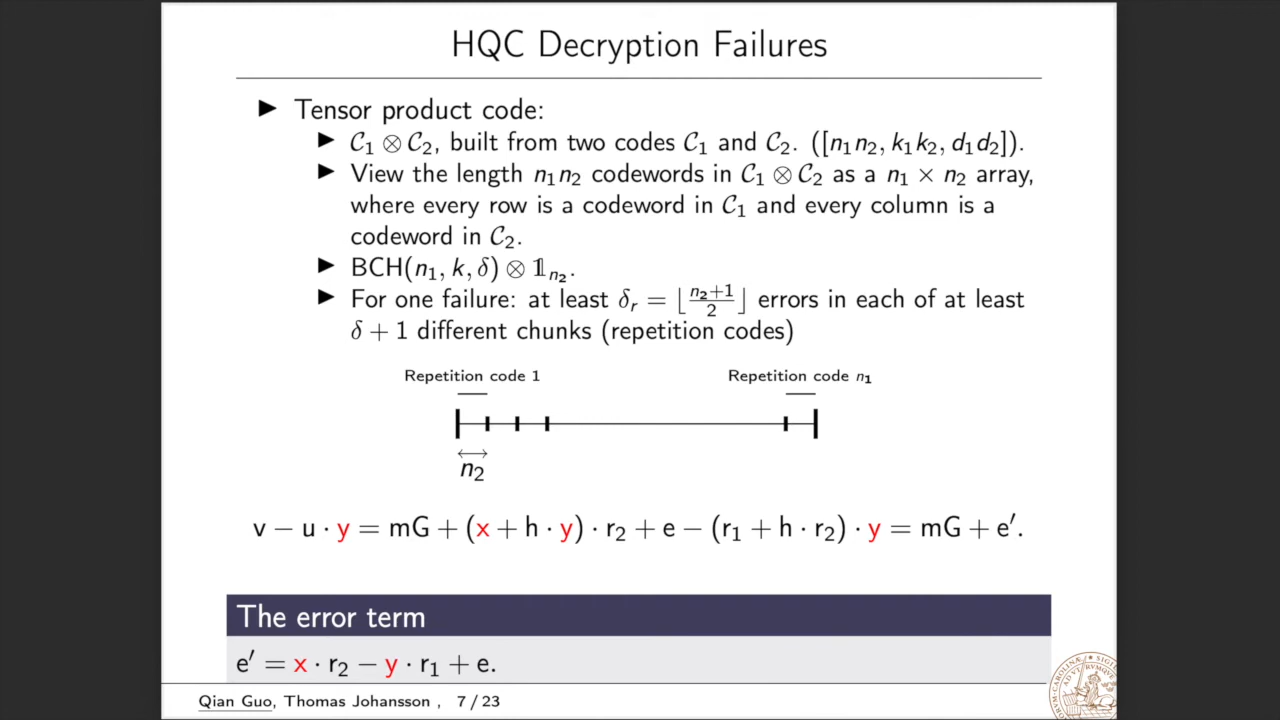 HQC Decryption Failures
▶ Tensor product code:
▶ 𝒞₁ ⊗ 𝒞₂, built from two codes 𝒞₁ and 𝒞₂. ([n₁n₂, k₁k₂, d₁d₂]).
▶ View the length n₁n₂ codewords in 𝒞₁ ⊗ 𝒞₂ as a n₁ × n₂ array,
where every row is a codeword in 𝒞₁ and every column is a
codeword in 𝒞₂.
▶ BCH(n₁, k, δ) ⊗ 𝟙ₙ₂.
▶ For one failure: at least δᵣ = ⌊(n₂+1)/2⌋ errors in each of at least
δ + 1 different chunks (repetition codes)
Repetition code 1 Repetition code n₁
n₂
v − u · y = mG + (x + h · y) · r₂ + e − (r₁ + h · r₂) · y = mG + e′.
The error term
e′ = x · r₂ − y · r₁ + e.
Qian Guo, Thomas Johansson , 7 / 23